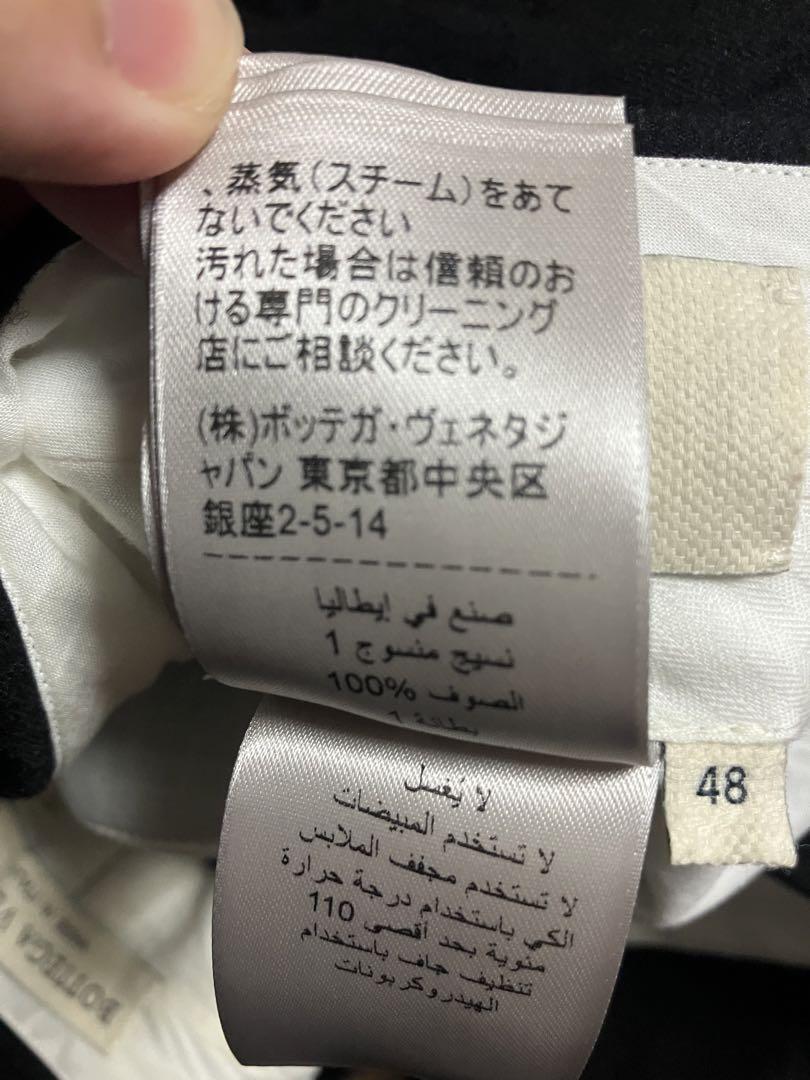 、蒸気(スチーム)をあて
ないでください
汚れた場合は信頼のお
ける専門のクリーニング
店にご相談ください。
(株)ボッテガ・ヴェネタジ
ャパン 東京都中央区
銀座2-5-14
صنع في إيطاليا
نسيج منسوج 1
الصوف %100
بطانة 1
لا يُغسل
لا تستخدم المبيضات
لا تستخدم مجفف الملابس
الكي باستخدام درجة حرارة
مئوية بحد أقصى 110
تنظيف جاف باستخدام
الهيدروكربونات
48
BOTTEGA